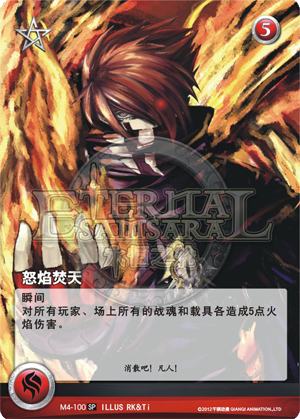 5
ETERNAL
SAMSARA
怒焰焚天
瞬间
对所有玩家、场上所有的战魂和载具各造成5点火
焰伤害。
消散吧！凡人！
M4-100 SP ILLUS RK&Ti
©2012千骐动漫 QIANQI ANIMATION.,LTD